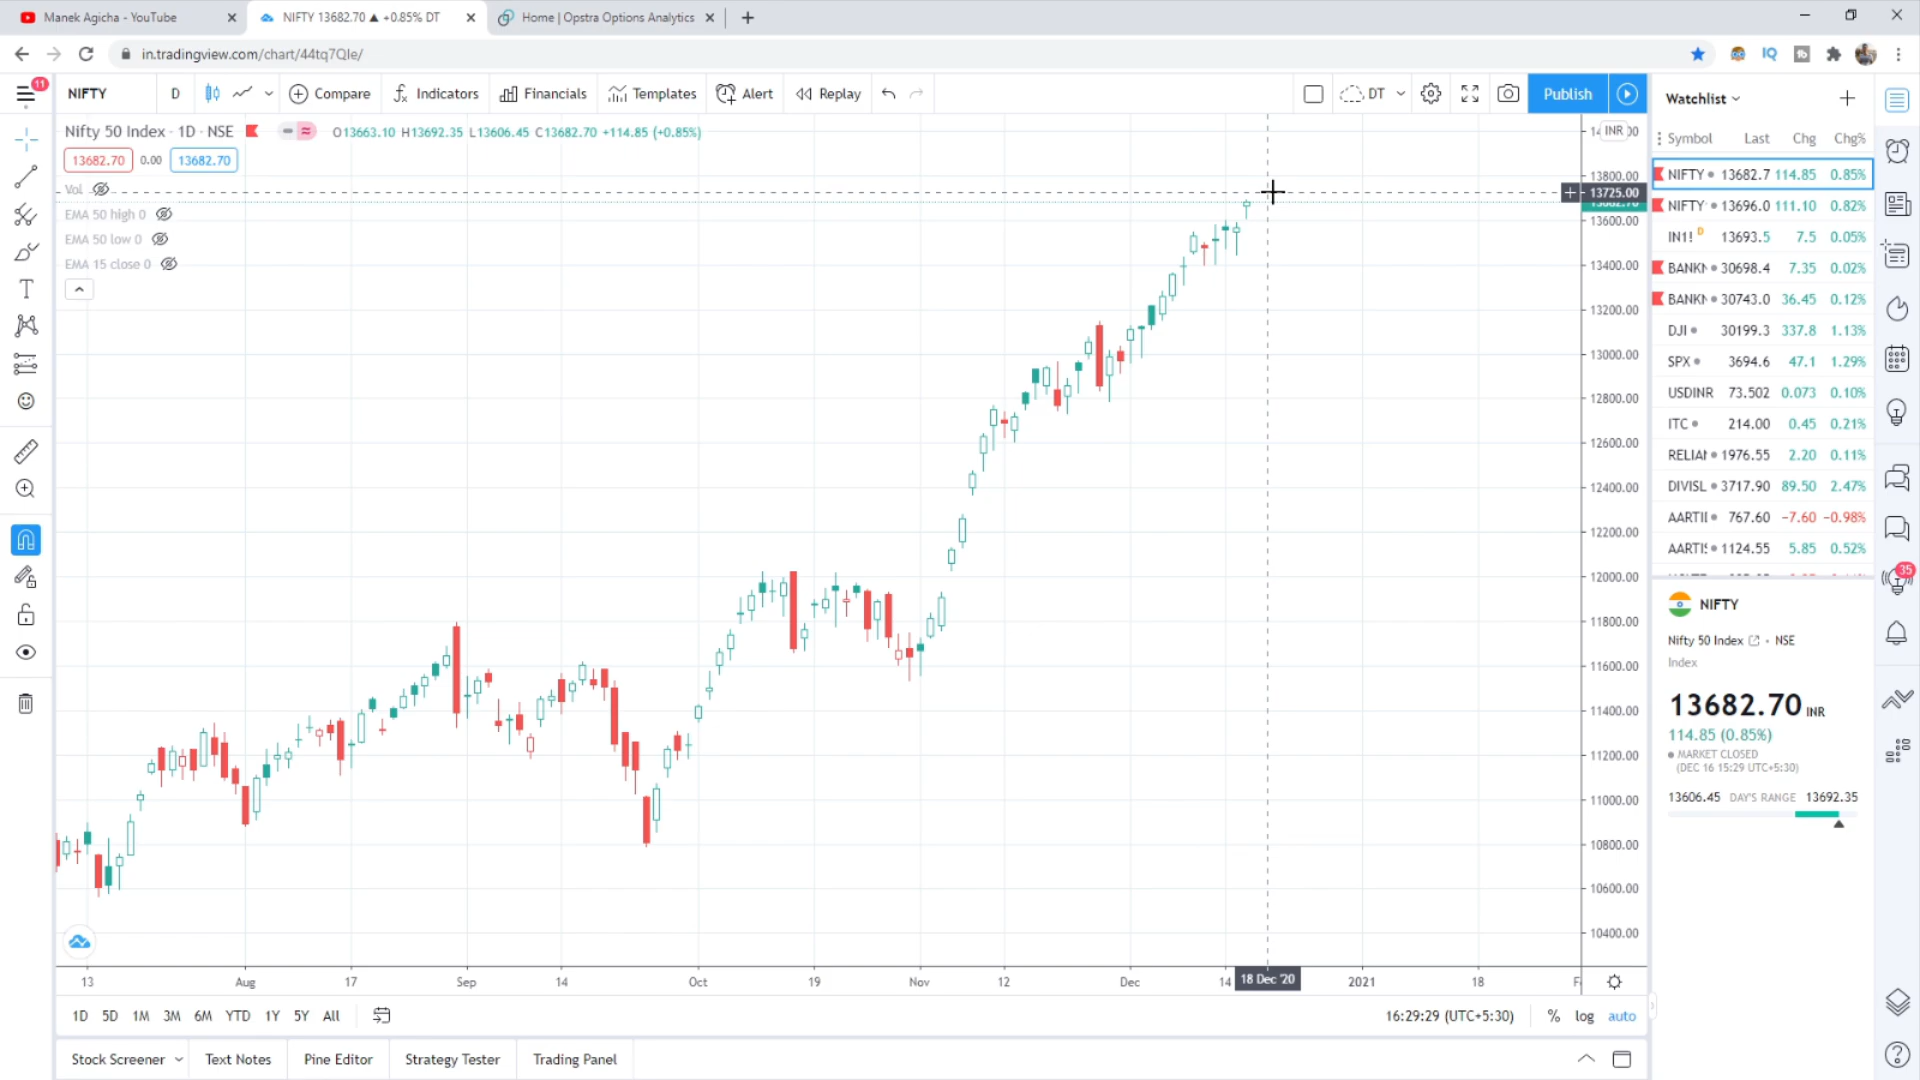 Manek Agicha - YouTube
NIFTY 13682.70 ▲ +0.85% DT
Home | Opstra Options Analytics
in.tradingview.com/chart/44tq7Qle/
11
NIFTY
D
Compare
Indicators
Financials
Templates
Alert
Replay
DT
Publish
Nifty 50 Index · 1D · NSE
O13663.10 H13692.35 L13606.45 C13682.70 +114.85 (+0.85%)
13682.70 0.00 13682.70
Vol
EMA 50 high 0
EMA 50 low 0
EMA 15 close 0
INR
13800.00
13725.00
13600.00
13400.00
13200.00
13000.00
12800.00
12600.00
12400.00
12200.00
12000.00
11800.00
11600.00
11400.00
11200.00
11000.00
10800.00
10600.00
10400.00
13 Aug 17 Sep 14 Oct 19 Nov 12 Dec 14 18 Dec '20 2021 18
1D 5D 1M 3M 6M YTD 1Y 5Y All
16:29:29 (UTC+5:30) % log auto
Stock Screener
Text Notes
Pine Editor
Strategy Tester
Trading Panel
Watchlist
Symbol Last Chg Chg%
NIFTY 13682.7 114.85 0.85%
NIFTY 13696.0 111.10 0.82%
IN1! D 13693.5 7.5 0.05%
BANKN 30698.4 7.35 0.02%
BANKN 30743.0 36.45 0.12%
DJI 30199.3 337.8 1.13%
SPX 3694.6 47.1 1.29%
USDINR 73.502 0.073 0.10%
ITC 214.00 0.45 0.21%
RELIAN 1976.55 2.20 0.11%
DIVISL 3717.90 89.50 2.47%
AARTII 767.60 −7.60 −0.98%
AARTIS 1124.55 5.85 0.52%
35
NIFTY
Nifty 50 Index · NSE
Index
13682.70 INR
114.85 (0.85%)
MARKET CLOSED
(DEC 16 15:29 UTC+5:30)
13606.45 DAY'S RANGE 13692.35